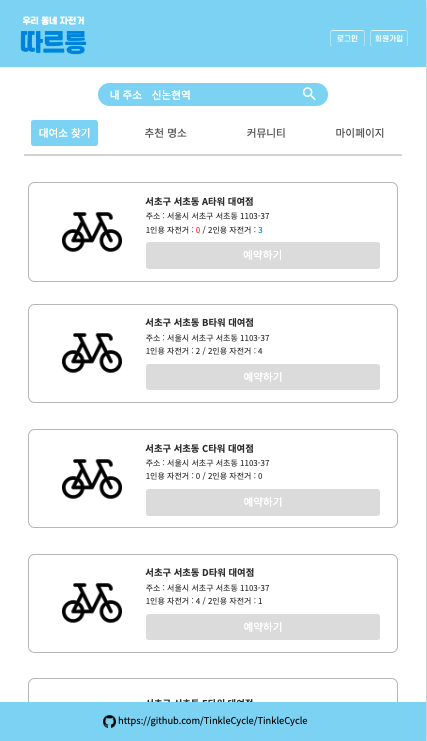 우리 동네 자전거
따르릉
로그인
회원가입
내 주소 신논현역
대여소 찾기
추천 명소
커뮤니티
마이페이지
서초구 서초동 A타워 대여점
주소 : 서울시 서초구 서초동 1103-37
1인용 자전거 : 0 / 2인용 자전거 : 3
예약하기
서초구 서초동 B타워 대여점
주소 : 서울시 서초구 서초동 1103-37
1인용 자전거 : 2 / 2인용 자전거 : 4
예약하기
서초구 서초동 C타워 대여점
주소 : 서울시 서초구 서초동 1103-37
1인용 자전거 : 0 / 2인용 자전거 : 0
예약하기
서초구 서초동 D타워 대여점
주소 : 서울시 서초구 서초동 1103-37
1인용 자전거 : 4 / 2인용 자전거 : 1
예약하기
https://github.com/TinkleCycle/TinkleCycle